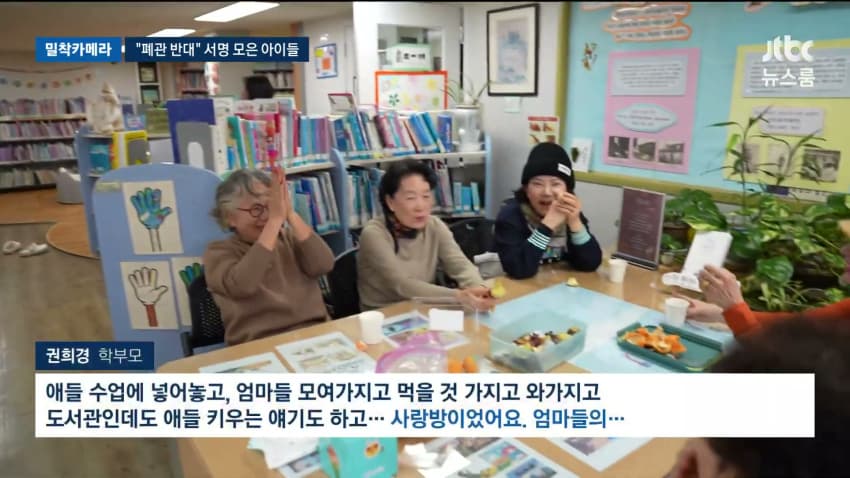 밀착카메라
"폐관 반대" 서명 모은 아이들
jtbc
뉴스룸
권희경 학부모
애들 수업에 넣어놓고, 엄마들 모여가지고 먹을 것 가지고 와가지고
도서관인데도 애들 키우는 얘기도 하고… 사랑방이었어요. 엄마들의…